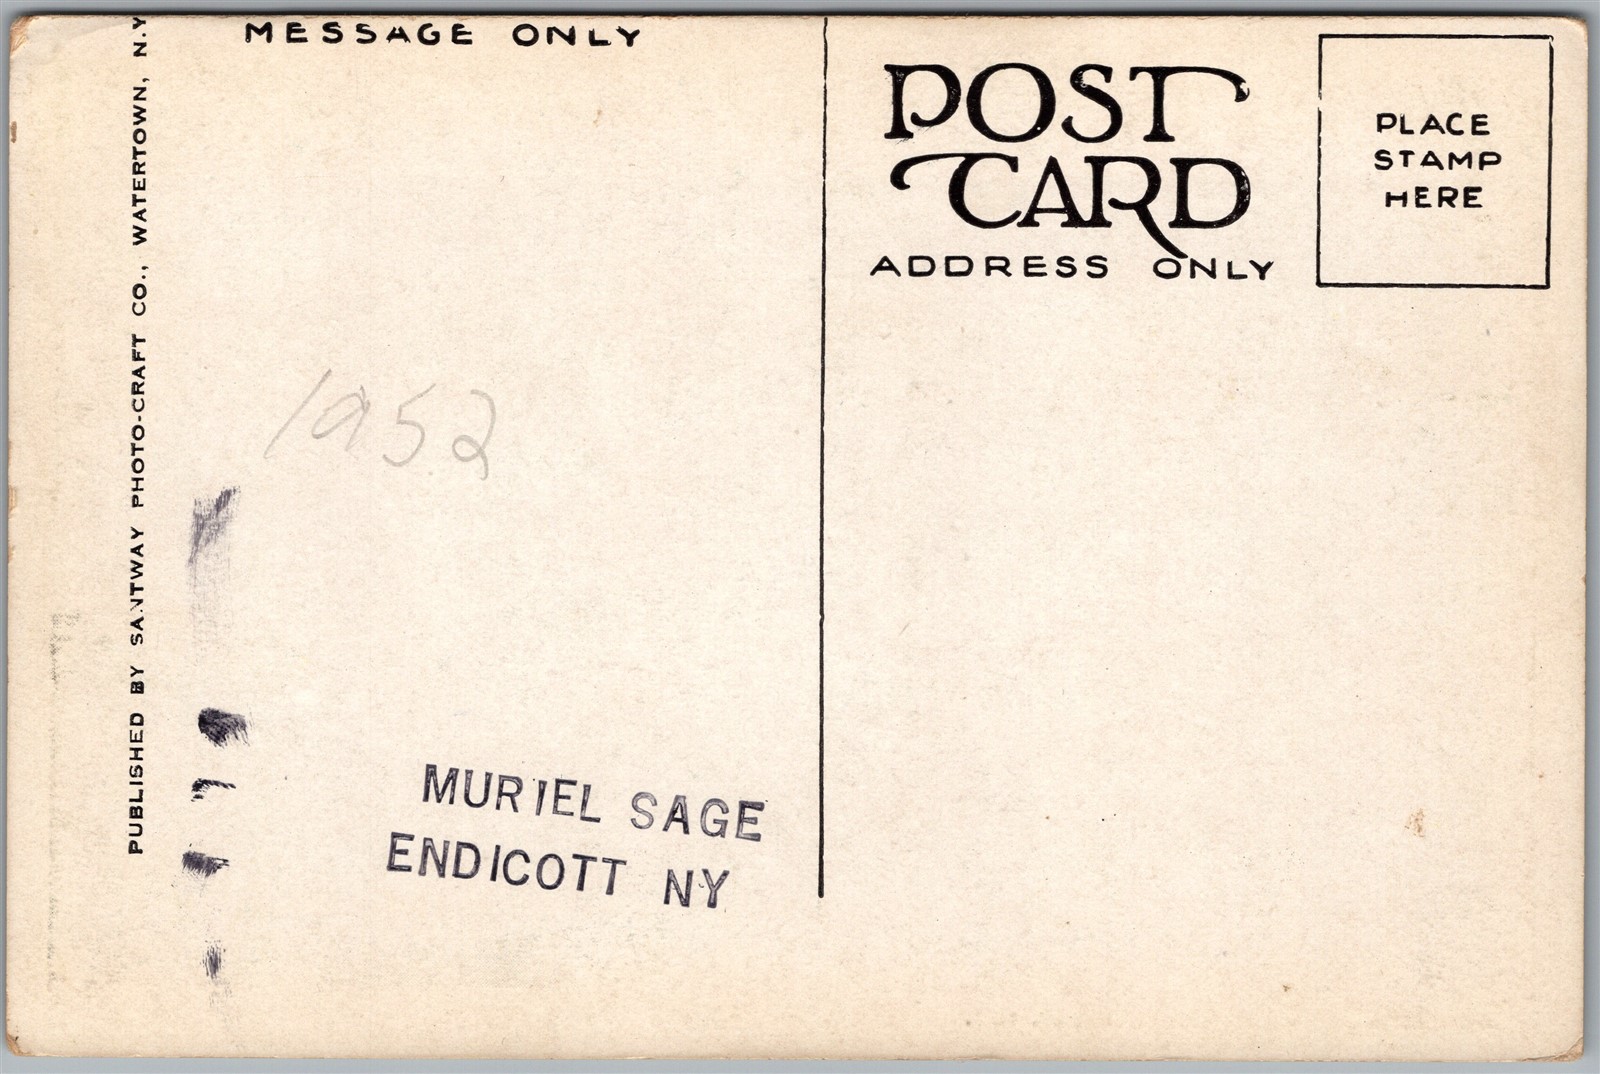 MESSAGE ONLY
POST
CARD
ADDRESS ONLY
PLACE
STAMP
HERE
PUBLISHED BY SANTWAY PHOTO-CRAFT CO., WATERTOWN, N.Y
1952
MURIEL SAGE
ENDICOTT NY